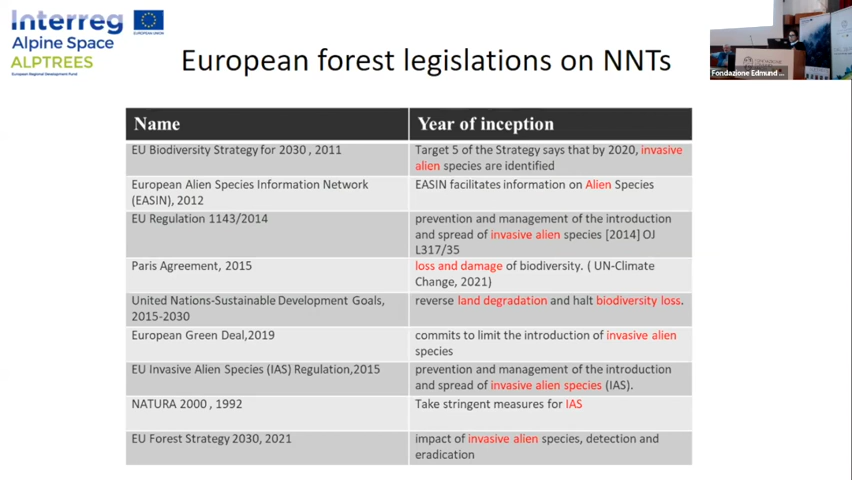 Interreg
EUROPEAN UNION
Alpine Space
ALPTREES
European Regional Development Fund
European forest legislations on NNTs
Fondazione Edmund ...
Name
Year of inception
EU Biodiversity Strategy for 2030 , 2011
Target 5 of the Strategy says that by 2020, invasive
alien species are identified
European Alien Species Information Network
(EASIN), 2012
EASIN facilitates information on Alien Species
EU Regulation 1143/2014
prevention and management of the introduction
and spread of invasive alien species [2014] OJ
L317/35
Paris Agreement, 2015
loss and damage of biodiversity. ( UN-Climate
Change, 2021)
United Nations-Sustainable Development Goals,
2015-2030
reverse land degradation and halt biodiversity loss.
European Green Deal,2019
commits to limit the introduction of invasive alien
species
EU Invasive Alien Species (IAS) Regulation,2015
prevention and management of the introduction
and spread of invasive alien species (IAS).
NATURA 2000 , 1992
Take stringent measures for IAS
EU Forest Strategy 2030, 2021
impact of invasive alien species, detection and
eradication